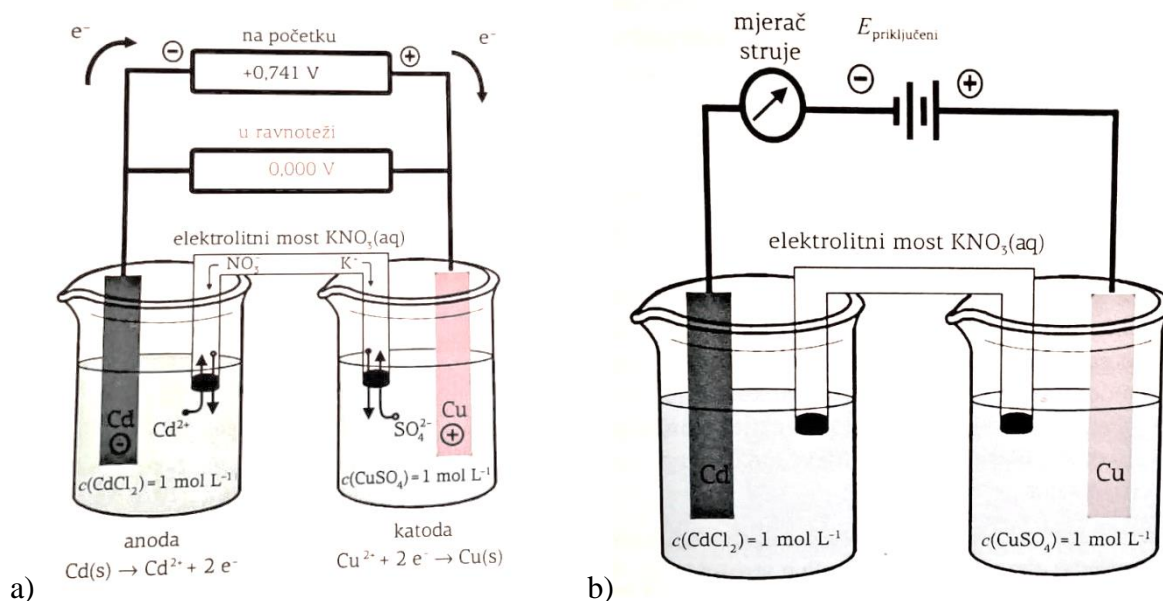 e⁻
na početku
e⁻
⊖
+0,741 V
⊕
u ravnoteži
0,000 V
elektrolitni most KNO₃(aq)
NO₃⁻
K⁺
Cd
⊖
Cd²⁺
SO₄²⁻
Cu
⊕
c(CdCl₂) = 1 mol L⁻¹
c(CuSO₄) = 1 mol L⁻¹
anoda
katoda
Cd(s) → Cd²⁺ + 2 e⁻
Cu²⁺ + 2 e⁻ → Cu(s)
a)
mjerač
struje
E priključeni
⊖
⊕
elektrolitni most KNO₃(aq)
Cd
Cu
c(CdCl₂) = 1 mol L⁻¹
c(CuSO₄) = 1 mol L⁻¹
b)